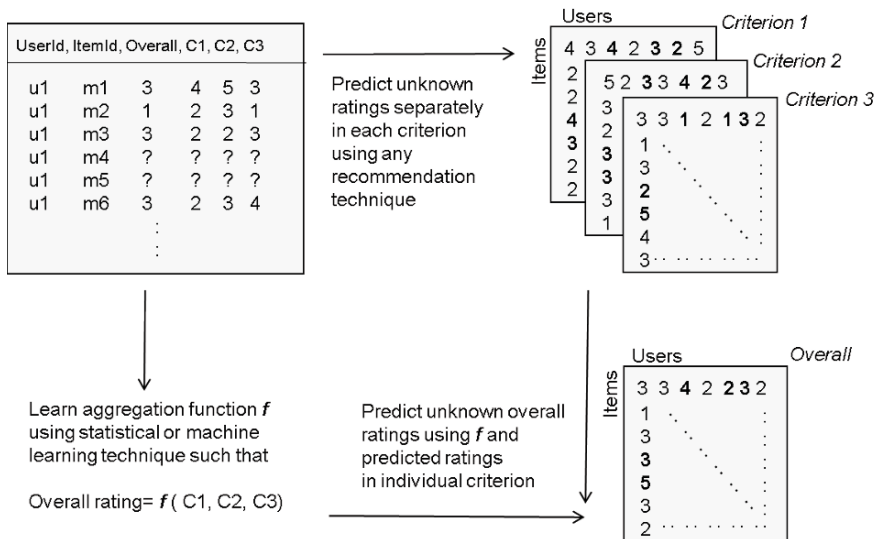 UserId, ItemId, Overall, C1, C2, C3
u1 m1 3 4 5 3
u1 m2 1 2 3 1
u1 m3 3 2 2 3
u1 m4 ? ? ? ?
u1 m5 ? ? ? ?
u1 m6 3 2 3 4
Predict unknown
ratings separately
in each criterion
using any
recommendation
technique
Users
Items
Criterion 1
4 3 4 2 3 2 5
2
2
4
3
2
2
Criterion 2
5 2 3 3 4 2 3
3
2
3
3
3
1
Criterion 3
3 3 1 2 1 3 2
1
3
2
5
4
3
Learn aggregation function f
using statistical or machine
learning technique such that
Overall rating= f ( C1, C2, C3)
Predict unknown overall
ratings using f and
predicted ratings
in individual criterion
Users
Items
Overall
3 3 4 2 2 3 2
1
3
3
5
3
2